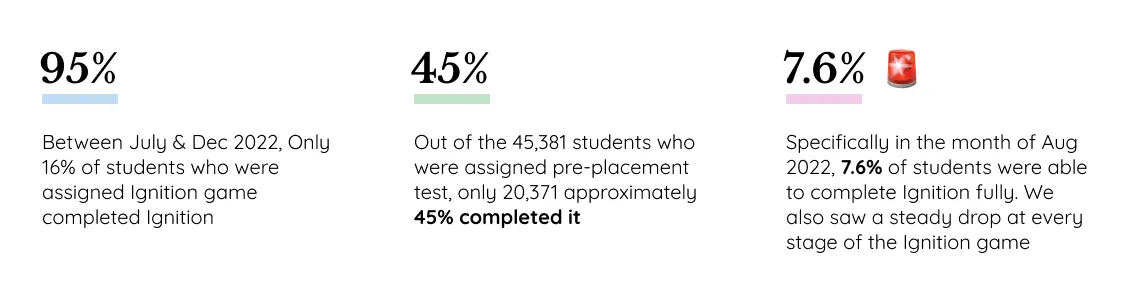 95%
Between July & Dec 2022, Only
16% of students who were
assigned Ignition game
completed Ignition
45%
Out of the 45,381 students who
were assigned pre-placement
test, only 20,371 approximately
45% completed it
7.6% 🚨
Specifically in the month of Aug
2022, 7.6% of students were able
to complete Ignition fully. We
also saw a steady drop at every
stage of the Ignition game